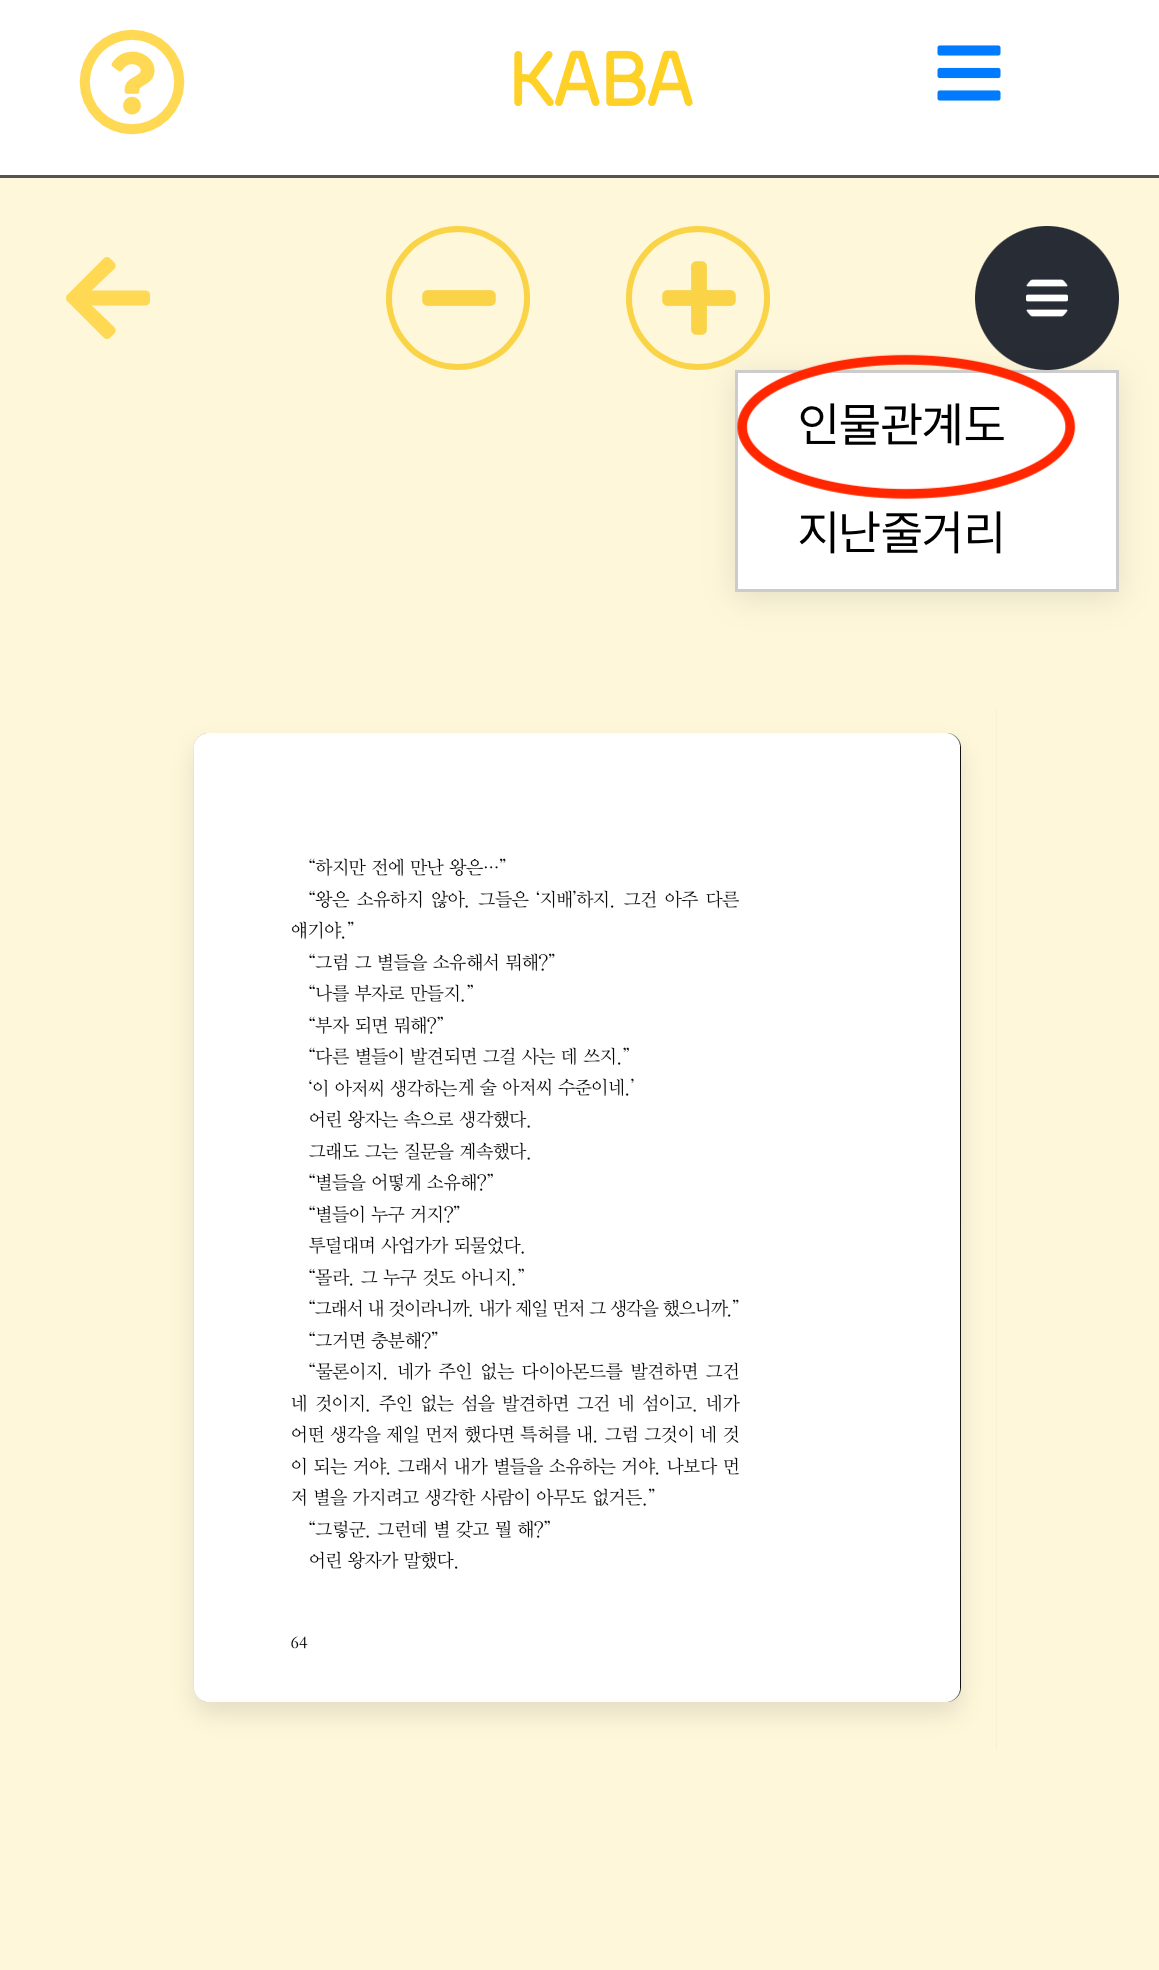 KABA
인물관계도
지난줄거리
“하지만 전에 만난 왕은…”
“왕은 소유하지 않아. 그들은 ‘지배’하지. 그건 아주 다른
얘기야.”
“그럼 그 별들을 소유해서 뭐해?”
“나를 부자로 만들지.”
“부자 되면 뭐해?”
“다른 별들이 발견되면 그걸 사는 데 쓰지.”
‘이 아저씨 생각하는게 술 아저씨 수준이네.’
어린 왕자는 속으로 생각했다.
그래도 그는 질문을 계속했다.
“별들을 어떻게 소유해?”
“별들이 누구 거지?”
투덜대며 사업가가 되물었다.
“몰라. 그 누구 것도 아니지.”
“그래서 내 것이라니까. 내가 제일 먼저 그 생각을 했으니까.”
“그거면 충분해?”
“물론이지. 네가 주인 없는 다이아몬드를 발견하면 그건
네 것이지. 주인 없는 섬을 발견하면 그건 네 섬이고. 네가
어떤 생각을 제일 먼저 했다면 특허를 내. 그럼 그것이 네 것
이 되는 거야. 그래서 내가 별들을 소유하는 거야. 나보다 먼
저 별을 가지려고 생각한 사람이 아무도 없거든.”
“그렇군. 그런데 별 갖고 뭘 해?”
어린 왕자가 말했다.
64